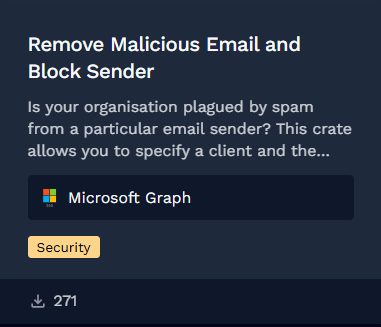 Remove Malicious Email and
Block Sender
Is your organisation plagued by spam
from a particular email sender? This crate
allows you to specify a client and the...
Microsoft Graph
Security
271